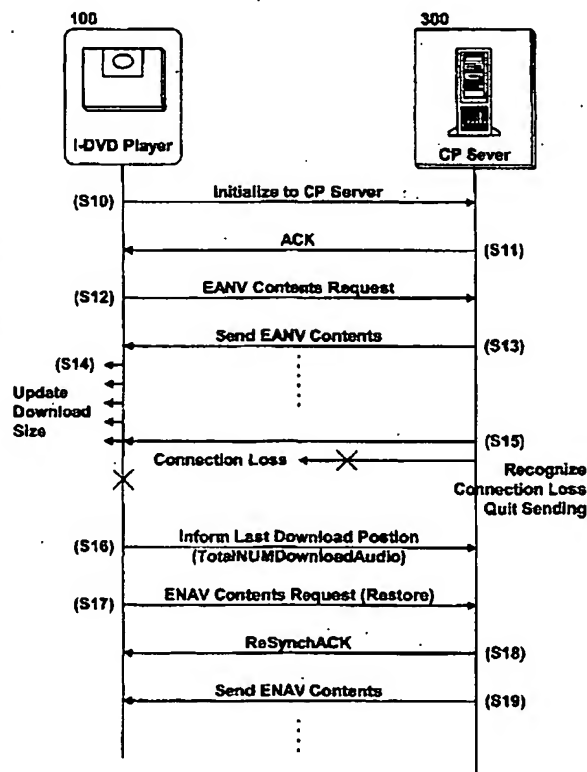 100
300
I-DVD Player
CP Sever
(S10)
Initialize to CP Server
ACK
(S11)
(S12)
EANV Contents Request
Send EANV Contents
(S13)
(S14)
Update
Download
Size
(S15)
Connection Loss
Recognize
Connection Loss
Quit Sending
(S16)
Inform Last Download Postion
(TotalNUMDownloadAudio)
(S17)
ENAV Contents Request (Restore)
ReSynchACK
(S18)
Send ENAV Contents
(S19)